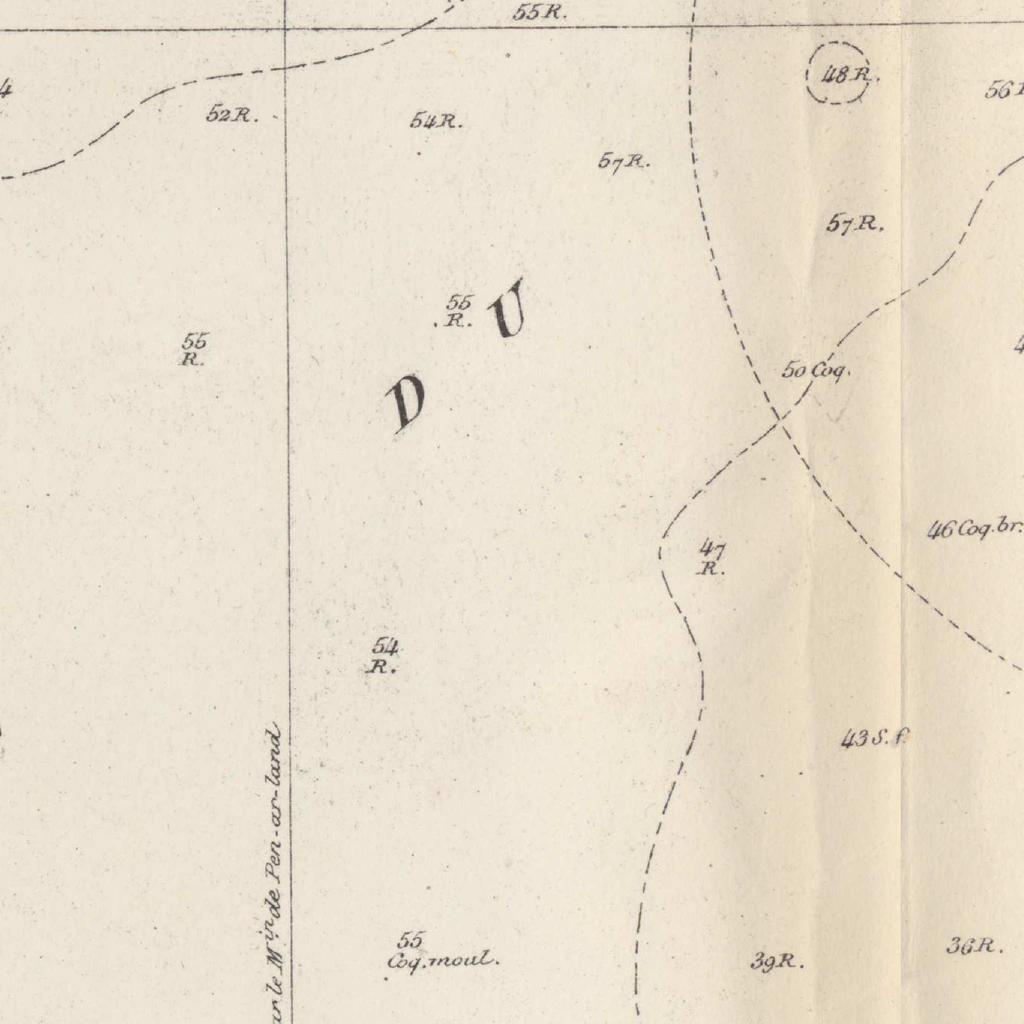 55 R.
48 R.
52 R.
54 R.
57 R.
57 R.
55
R.
U
55
R.
50 Coq.
D
46 Coq. br.
47
R.
54
R.
43 S. f.
le Mⁱⁿ de Pen-ar-land
55
Coq. moul.
39 R.
36 R.